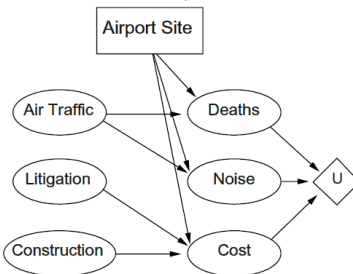 Airport Site
Air Traffic
Deaths
Litigation
Noise
U
Construction
Cost